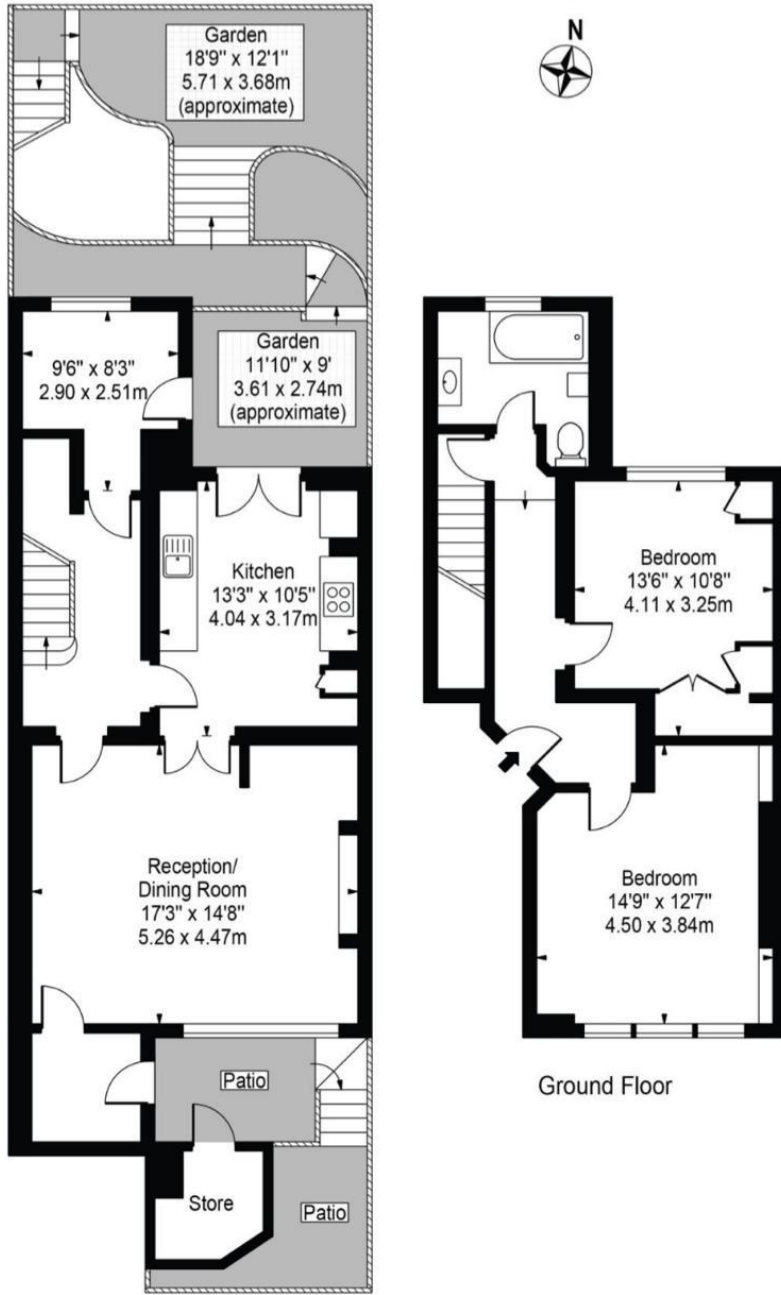 N
Garden
18'9" x 12'1"
5.71 x 3.68m
(approximate)
9'6" x 8'3"
2.90 x 2.51m
Garden
11'10" x 9'
3.61 x 2.74m
(approximate)
Kitchen
13'3" x 10'5"
4.04 x 3.17m
Reception/
Dining Room
17'3" x 14'8"
5.26 x 4.47m
Patio
Store
Patio
Bedroom
13'6" x 10'8"
4.11 x 3.25m
Bedroom
14'9" x 12'7"
4.50 x 3.84m
Ground Floor